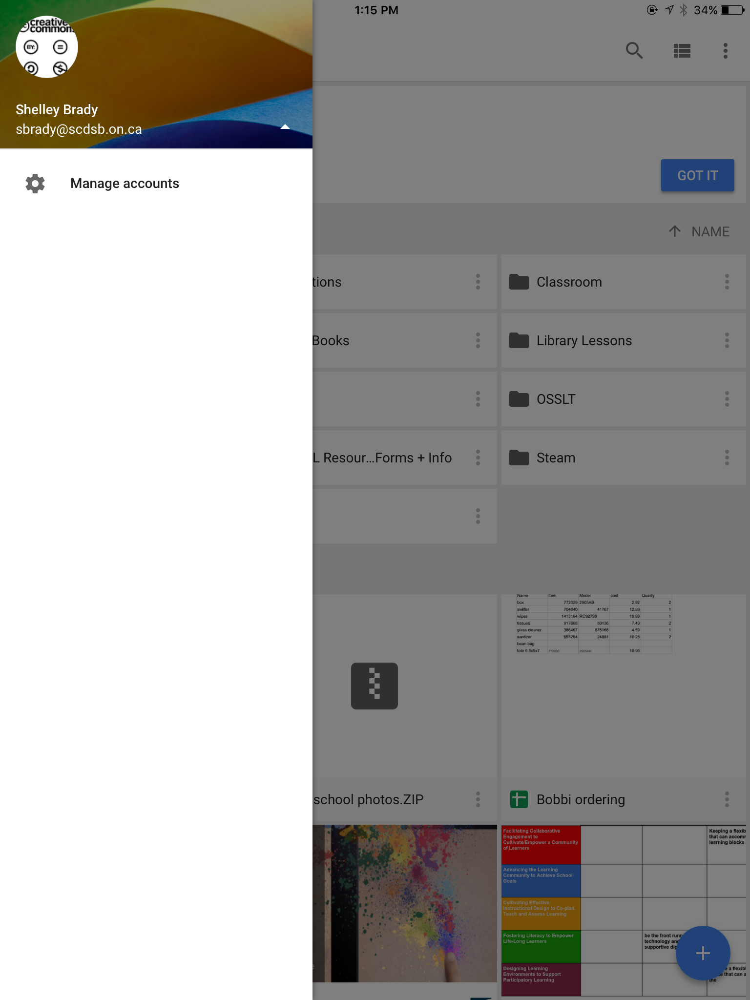 1:15 PM
34%
creative
commons
BY:
=
Shelley Brady
sbrady@scdsb.on.ca
Manage accounts
GOT IT
NAME
tions
Classroom
Books
Library Lessons
OSSLT
L Resour...Forms + Info
Steam
Name Item Model cost Quality
box 772029 2905AB 2.92 2
swiffer 704840 41767 12.99 1
wipes 1413194 RC92798 10.99 1
tissues 917698 80136 7.49 2
glass cleaner 386467 875168 4.59 1
santizer 658284 24081 10.25 2
bean bag
tote 6.5x9x7 772030 2905AH 10.96
school photos.ZIP
Bobbi ordering
Facilitating Collaborative
Engagement to
Cultivate/Empower a Community
of Learners
Keeping a flexib
that can accomm
learning blocks
Advancing the Learning
Community to Achieve School
Goals
Cultivating Effective
Instructional Design to Co-plan,
Teach and Assess Learning
Fostering Literacy to Empower
Life-Long Learners
be the front runn
technology and
supportive dig
Designing Learning
Environments to Support
Participatory Learning
e a flexibl
e that can a
the